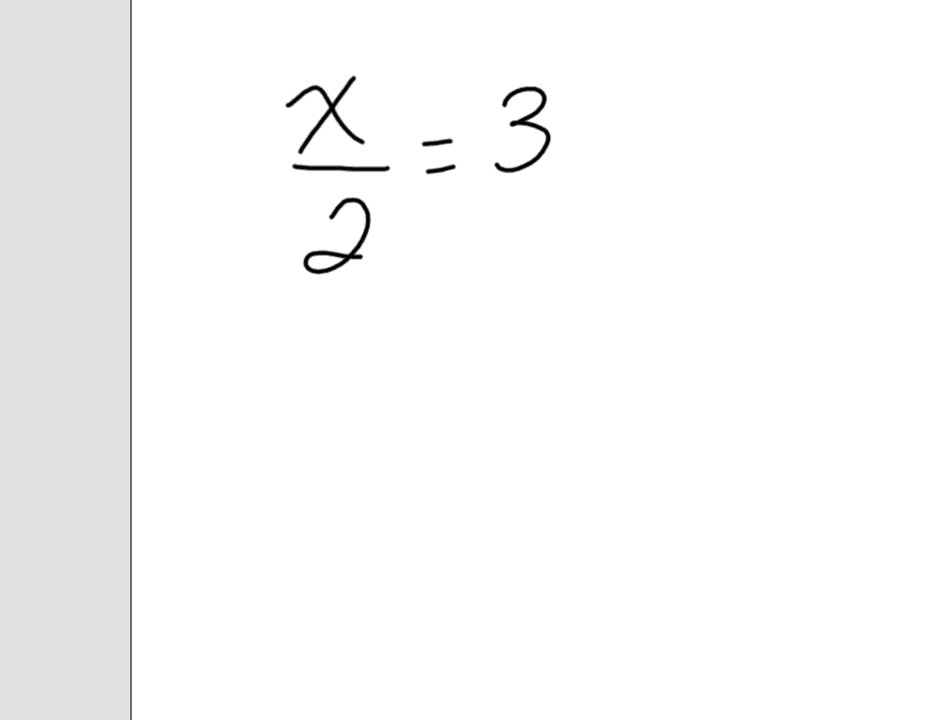 x/2 = 3